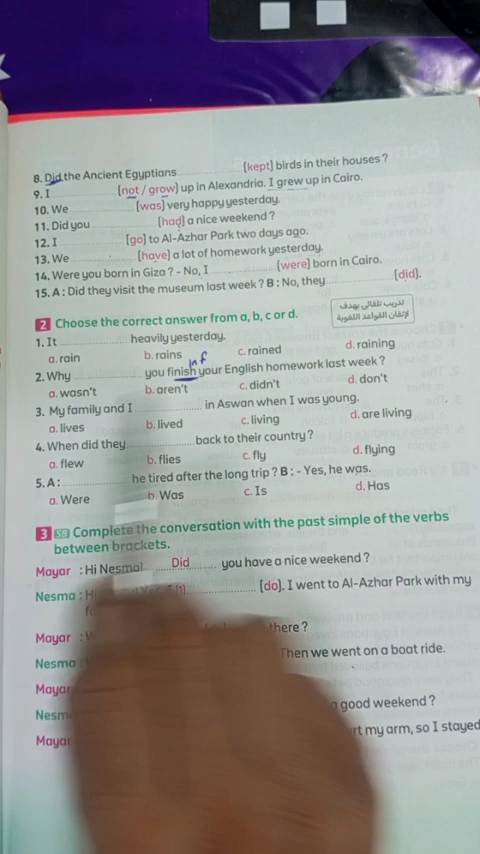 8. Did the Ancient Egyptians ............ (kept) birds in their houses?
9. I ............ (not / grow) up in Alexandria. I grew up in Cairo.
10. We ............ (was) very happy yesterday.
11. Did you ............ (had) a nice weekend?
12. I ............ (go) to Al-Azhar Park two days ago.
13. We ............ (have) a lot of homework yesterday.
14. Were you born in Giza? - No, I ............ (were) born in Cairo.
15. A: Did they visit the museum last week? B: No, they ............ (did).
تدريب تلقائى بهدف
لإتقان القواعد اللغوية
2 Choose the correct answer from a, b, c or d.
1. It ............ heavily yesterday.
a. rain b. rains c. rained d. raining
inf
2. Why ............ you finish your English homework last week?
a. wasn't b. aren't c. didn't d. don't
3. My family and I ............ in Aswan when I was young.
a. lives b. lived c. living d. are living
4. When did they ............ back to their country?
a. flew b. flies c. fly d. flying
5. A: ............ he tired after the long trip? B: - Yes, he was.
a. Were b. Was c. Is d. Has
3 Complete the conversation with the past simple of the verbs
between brackets.
Mayar : Hi Nesma! ...... Did ...... you have a nice weekend?
Nesma : (1) ............ (do). I went to Al-Azhar Park with my
Mayar : there?
Nesma : Then we went on a boat ride.
Mayar
Nesm good weekend?
Mayar my arm, so I stayed